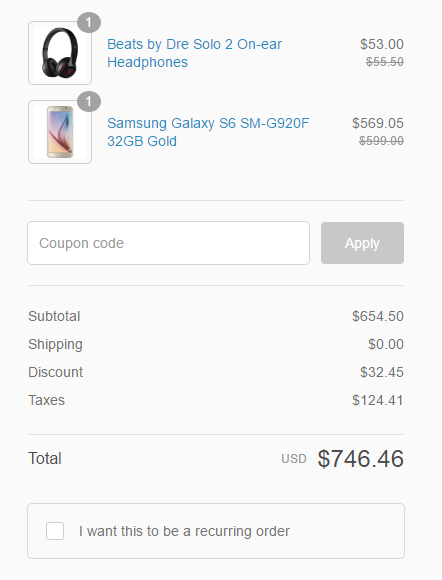 1
Beats by Dre Solo 2 On-ear
Headphones
$53.00
$55.50
1
Samsung Galaxy S6 SM-G920F
32GB Gold
$569.05
$599.00
Coupon code
Apply
Subtotal $654.50
Shipping $0.00
Discount $32.45
Taxes $124.41
Total USD $746.46
I want this to be a recurring order